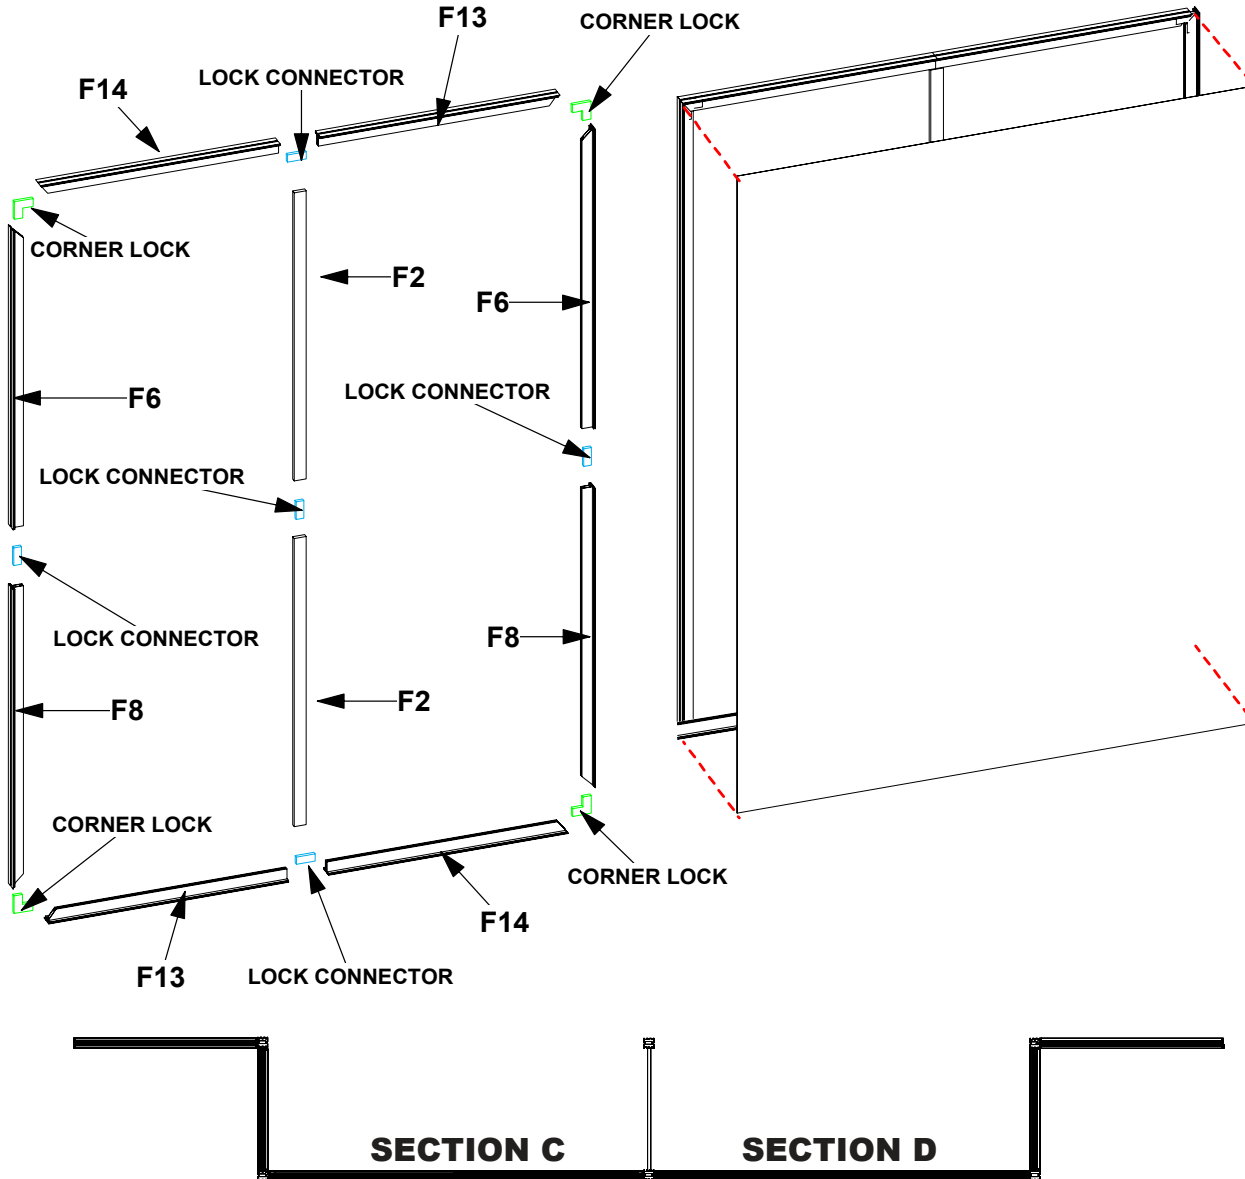 F13
CORNER LOCK
LOCK CONNECTOR
F14
CORNER LOCK
F2
F6
LOCK CONNECTOR
F6
LOCK CONNECTOR
LOCK CONNECTOR
F8
F2
F8
CORNER LOCK
CORNER LOCK
F14
F13
LOCK CONNECTOR
SECTION C
SECTION D